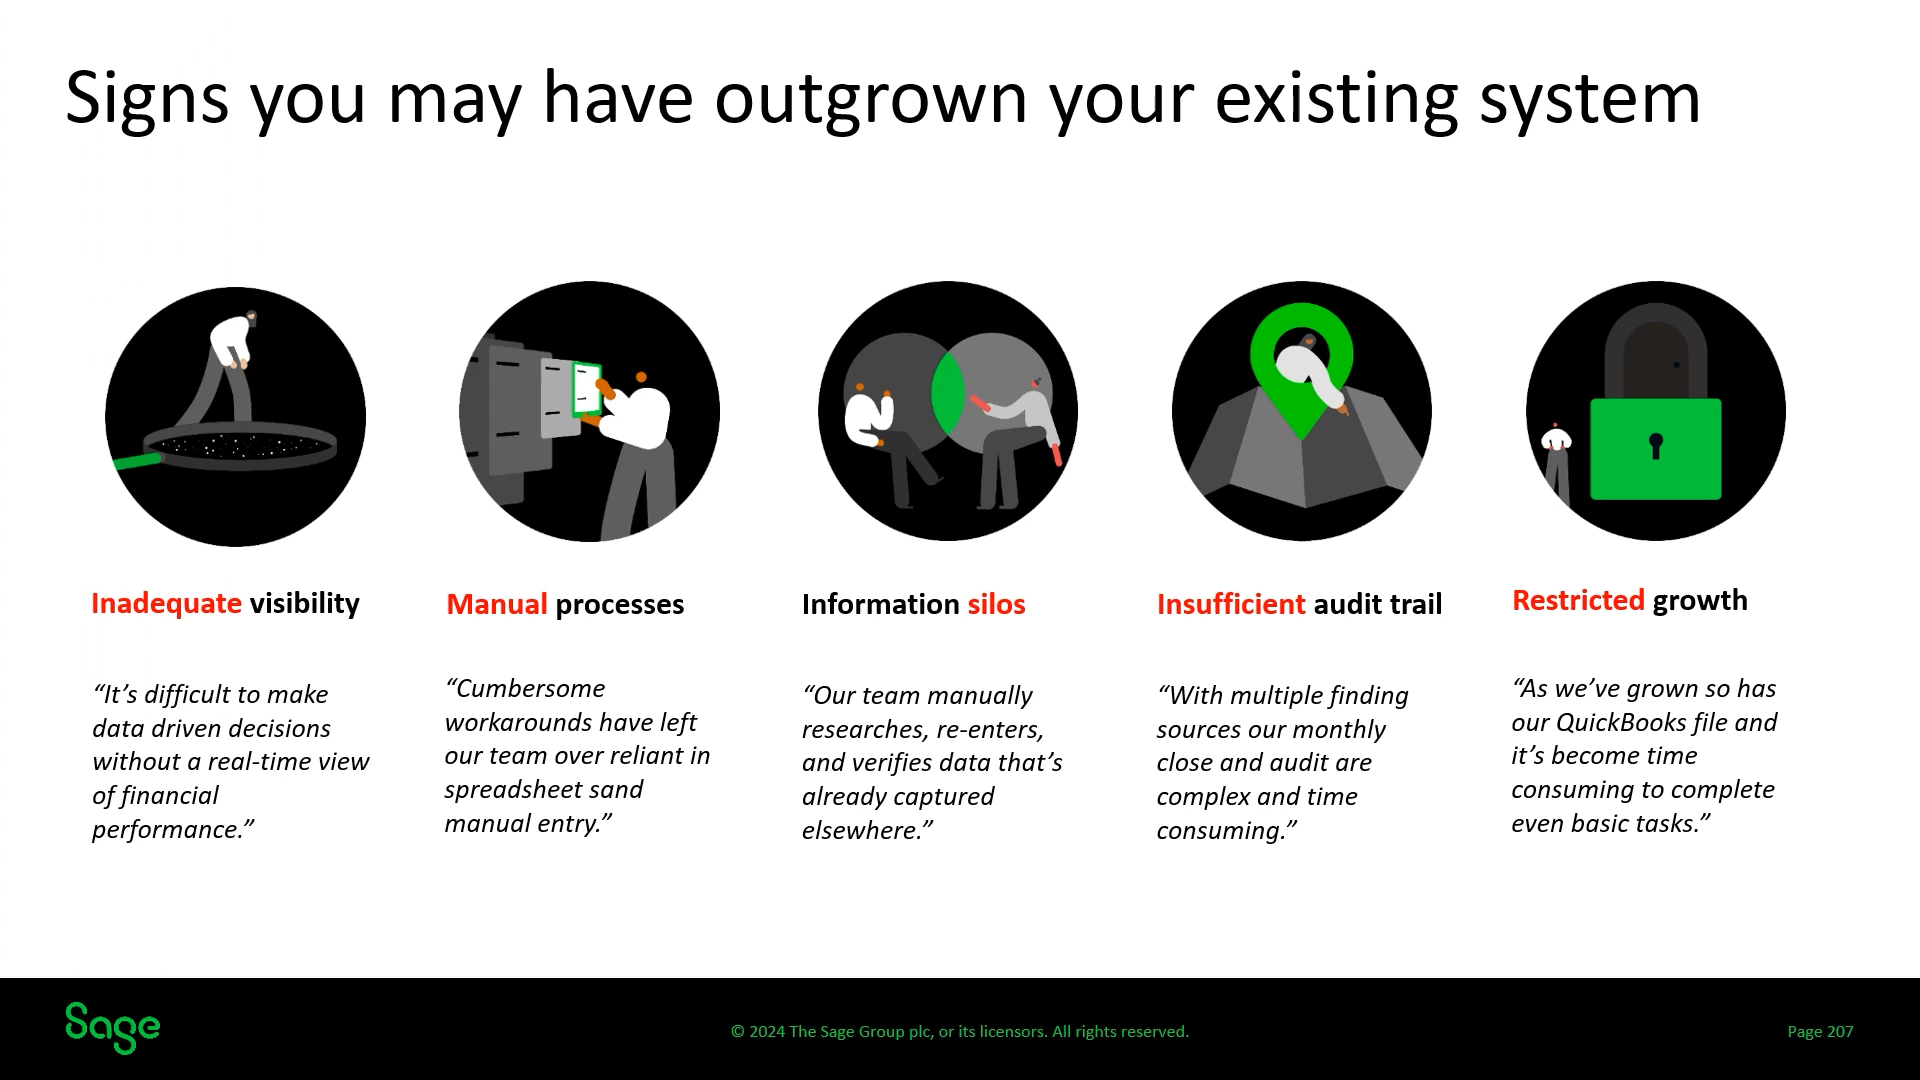 Signs you may have outgrown your existing system
Inadequate visibility
“It’s difficult to make
data driven decisions
without a real-time view
of financial
performance.”
Manual processes
“Cumbersome
workarounds have left
our team over reliant in
spreadsheet sand
manual entry.”
Information silos
“Our team manually
researches, re-enters,
and verifies data that’s
already captured
elsewhere.”
Insufficient audit trail
“With multiple finding
sources our monthly
close and audit are
complex and time
consuming.”
Restricted growth
“As we’ve grown so has
our QuickBooks file and
it’s become time
consuming to complete
even basic tasks.”
Sage
© 2024 The Sage Group plc, or its licensors. All rights reserved.
Page 207